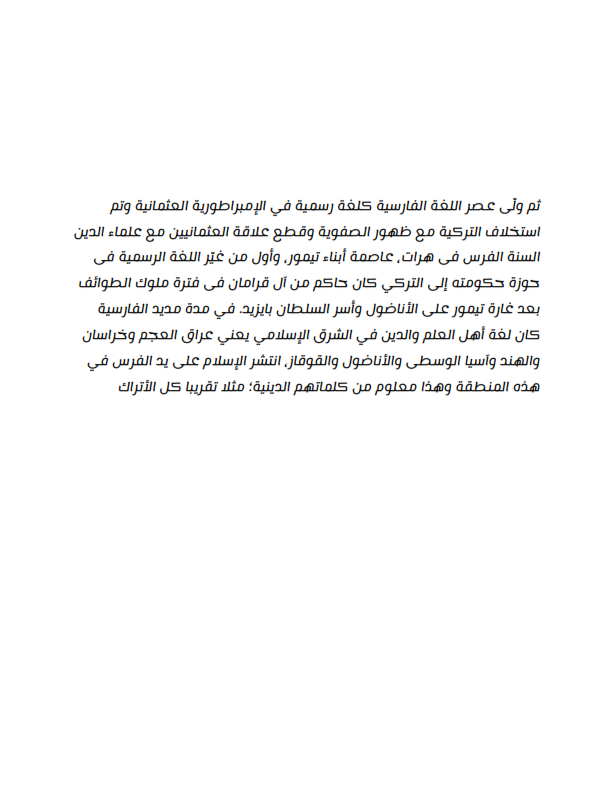 ثم ولّى عصر اللغة الفارسية كلغة رسمية في الإمبراطورية العثمانية وتم
استخلاف التركية مع ظهور الصفوية وقطع علاقة العثمانيين مع علماء الدين
السنة الفرس فى هرات، عاصمة أبناء تيمور، وأول من غيّر اللغة الرسمية فى
حوزة حكومته إلى التركي كان حاكم من آل قرامان فى فترة ملوك الطوائف
بعد غارة تيمور على الأناضول وأسر السلطان بايزيد. في مدة مديد الفارسية
كان لغة أهل العلم والدين في الشرق الإسلامي يعني عراق العجم وخراسان
والهند وآسيا الوسطى والأناضول والقوقاز، انتشر الإسلام على يد الفرس في
هذه المنطقة وهذا معلوم من كلماتهم الدينية؛ مثلا تقريبا كل الأتراك